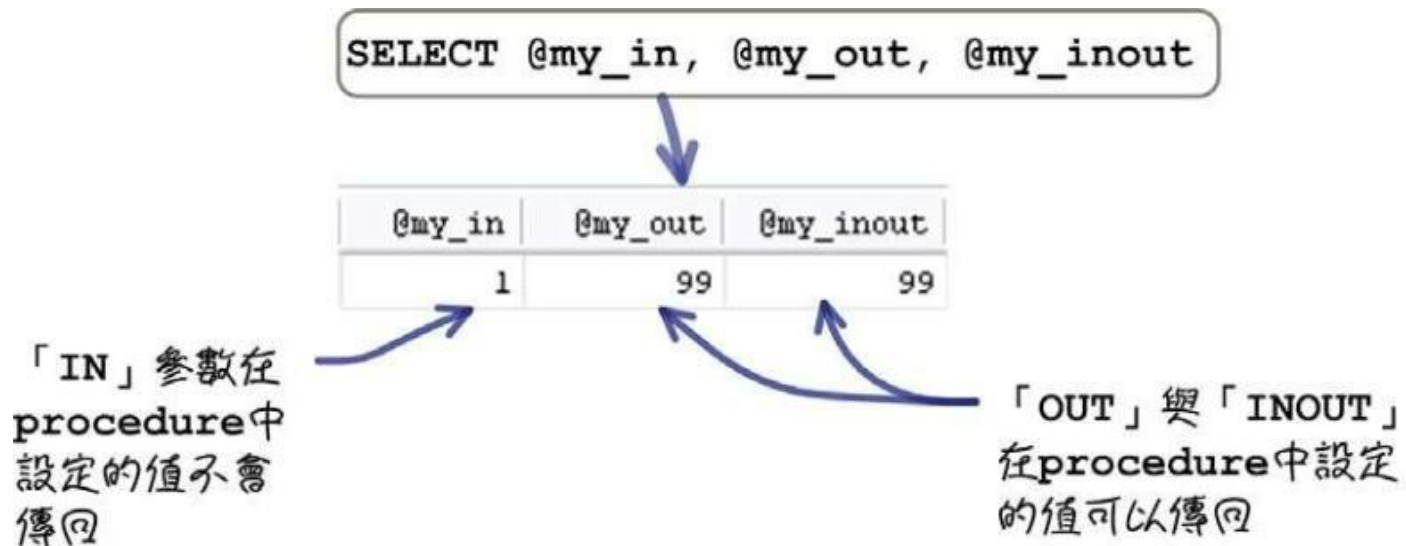 SELECT @my_in, @my_out, @my_inout
@my_in @my_out @my_inout
1 99 99
「IN」參數在
procedure中
設定的值不會
傳回
「OUT」與「INOUT」
在procedure中設定
的值可以傳回